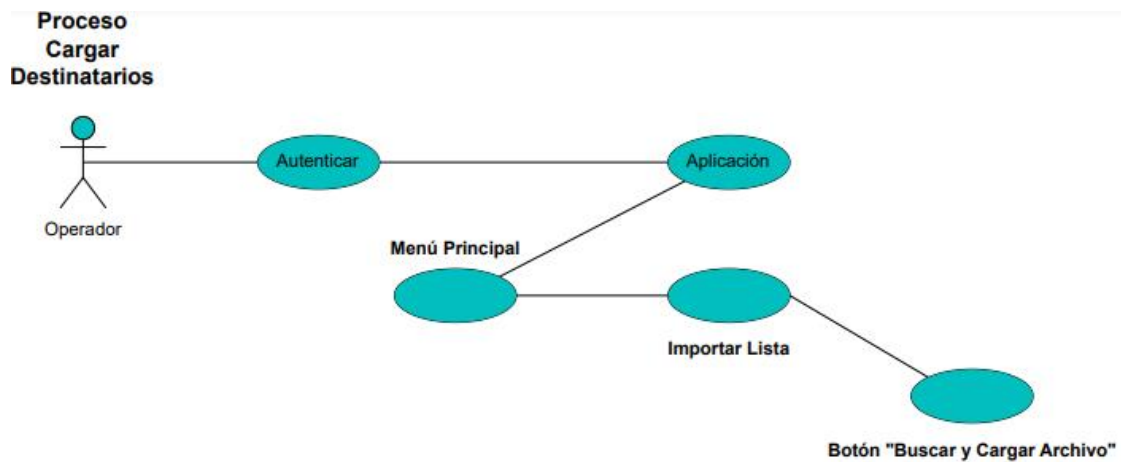 Proceso
Cargar
Destinatarios
Autenticar
Aplicación
Operador
Menú Principal
Importar Lista
Botón "Buscar y Cargar Archivo"